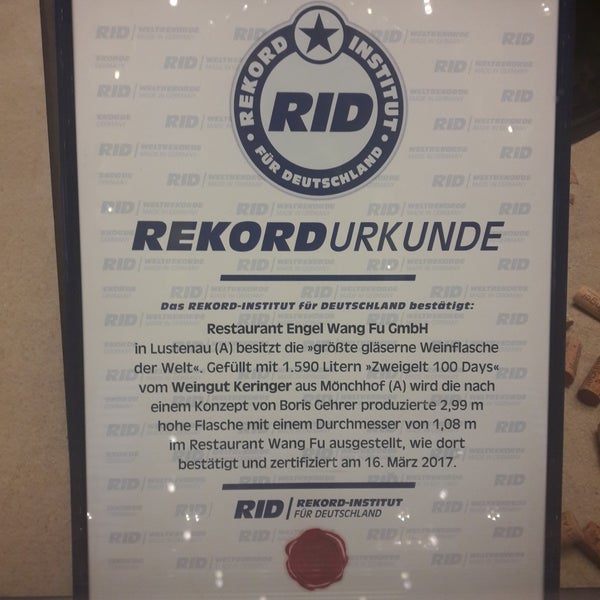 REKORD INSTITUT
RID
FÜR DEUTSCHLAND
REKORDURKUNDE
Das REKORD-INSTITUT für DEUTSCHLAND bestätigt:
Restaurant Engel Wang Fu GmbH
in Lustenau (A) besitzt die »größte gläserne Weinflasche
der Welt«. Gefüllt mit 1.590 Litern »Zweigelt 100 Days«
vom Weingut Keringer aus Mönchhof (A) wird die nach
einem Konzept von Boris Gehrer produzierte 2,99 m
hohe Flasche mit einem Durchmesser von 1,08 m
im Restaurant Wang Fu ausgestellt, wie dort
bestätigt und zertifiziert am 16. März 2017.
RID REKORD-INSTITUT
FÜR DEUTSCHLAND